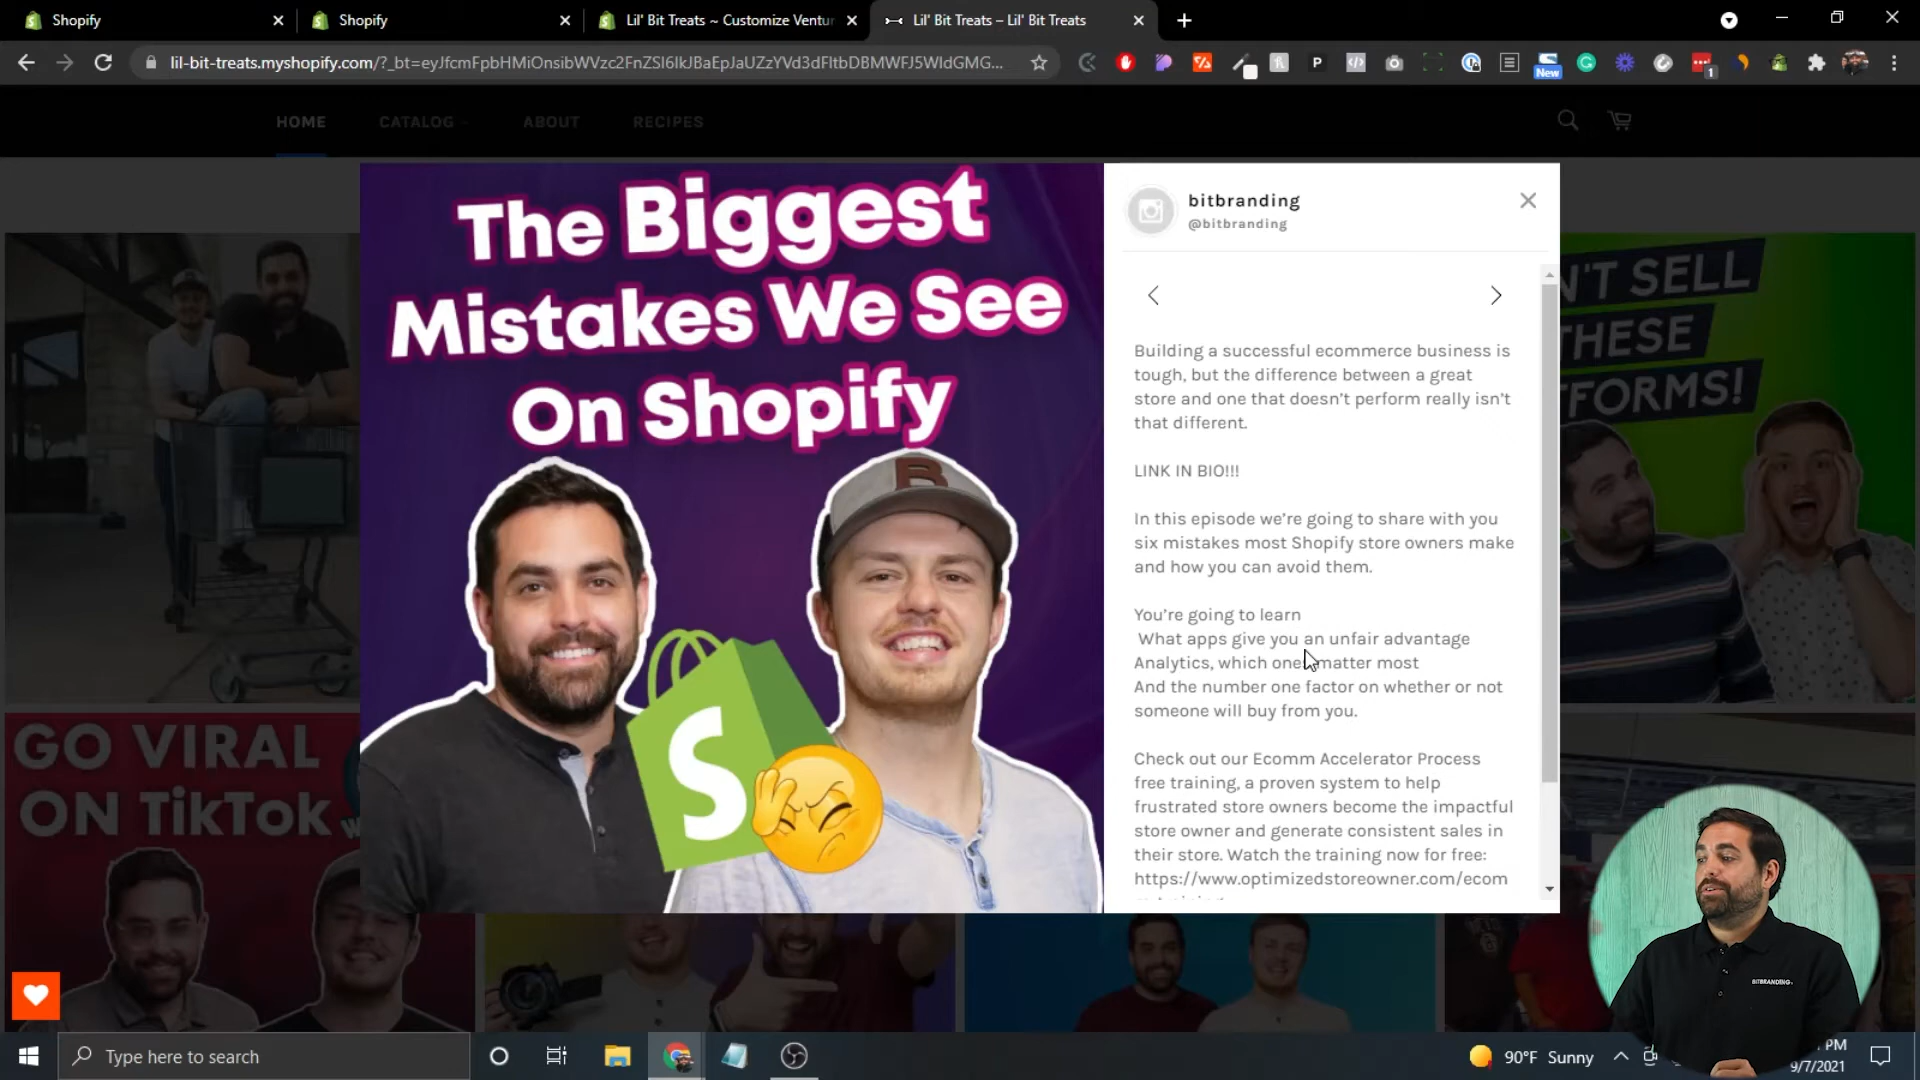 Shopify
Shopify
Lil' Bit Treats ~ Customize Ventur
Lil' Bit Treats – Lil' Bit Treats
lil-bit-treats.myshopify.com/?_bt=eyJfcmFpbHMiOnsibWVzc2FnZSI6IkJBaEpJaUZzYVd3dFltbDBMWFJ5WldGMG...
New
1
HOME
CATALOG
ABOUT
RECIPES
The Biggest
Mistakes We See
On Shopify
B
S
bitbranding
@bitbranding
Building a successful ecommerce business is
tough, but the difference between a great
store and one that doesn't perform really isn't
that different.
LINK IN BIO!!!
In this episode we're going to share with you
six mistakes most Shopify store owners make
and how you can avoid them.
You're going to learn
What apps give you an unfair advantage
Analytics, which one matter most
And the number one factor on whether or not
someone will buy from you.
Check out our Ecomm Accelerator Process
free training, a proven system to help
frustrated store owners become the impactful
store owner and generate consistent sales in
their store. Watch the training now for free:
https://www.optimizedstoreowner.com/ecom
N'T SELL
THESE
FORMS!
GO VIRAL
ON TikTok
BITBRANDING
Type here to search
90°F Sunny
PM
9/7/2021